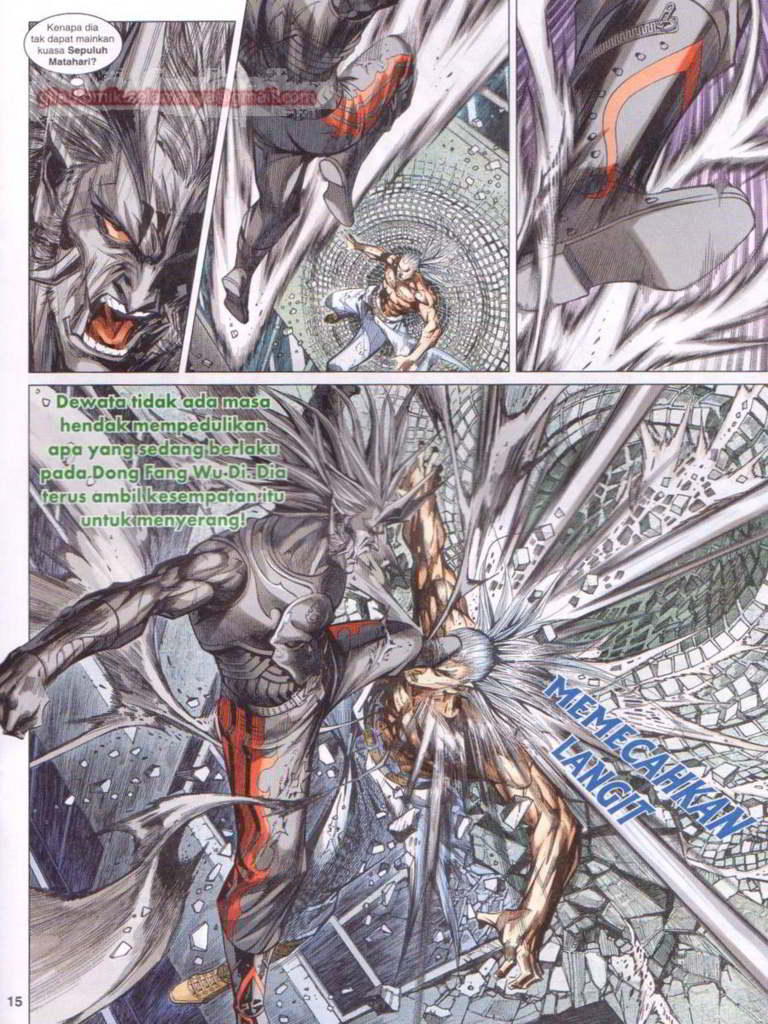 Kenapa dia
tak dapat mainkan
kuasa Sepuluh
Matahari?
Dewata tidak ada masa
hendak mempedulikan
apa yang sedang berlaku
pada Dong Fang Wu-Di. Dia
terus ambil kesempatan itu
untuk menyerang!
MEMECAHKAN
LANGIT
15